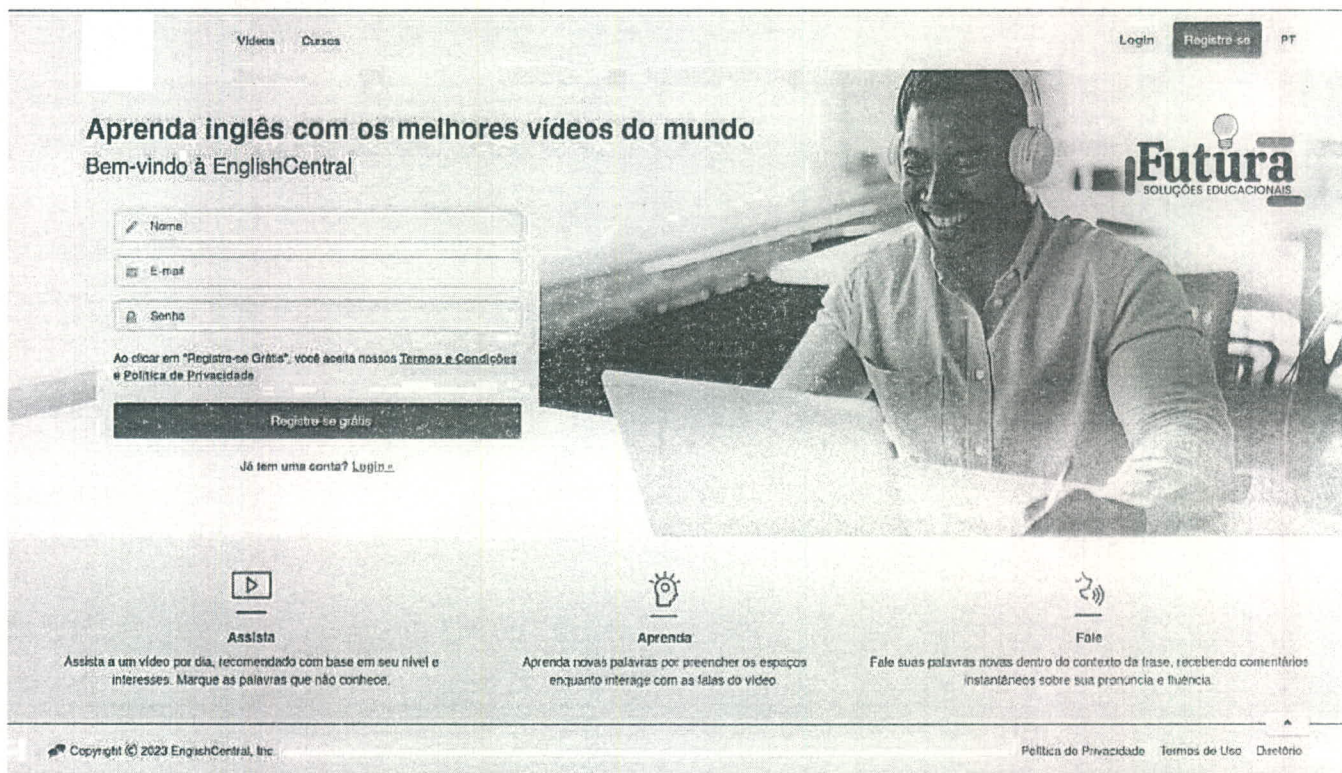 Vídeos Cursos Login Registre-se PT
Aprenda inglês com os melhores vídeos do mundo
Bem-vindo à EnglishCentral
Futura
SOLUÇÕES EDUCACIONAIS
Nome
E-mail
Senha
Ao clicar em "Registre-se Grátis", você aceita nossos Termos e Condições
e Política de Privacidade
Registre-se grátis
Já tem uma conta? Login »
Assista
Assista a um vídeo por dia, recomendado com base em seu nível e
interesses. Marque as palavras que não conhece.
Aprenda
Aprenda novas palavras por preencher os espaços
enquanto interage com as falas do vídeo
Fale
Fale suas palavras novas dentro do contexto da frase, recebendo comentários
instantâneos sobre sua pronúncia e fluência.
Copyright © 2023 EnglishCentral, Inc.
Política de Privacidade Termos de Uso Diretório